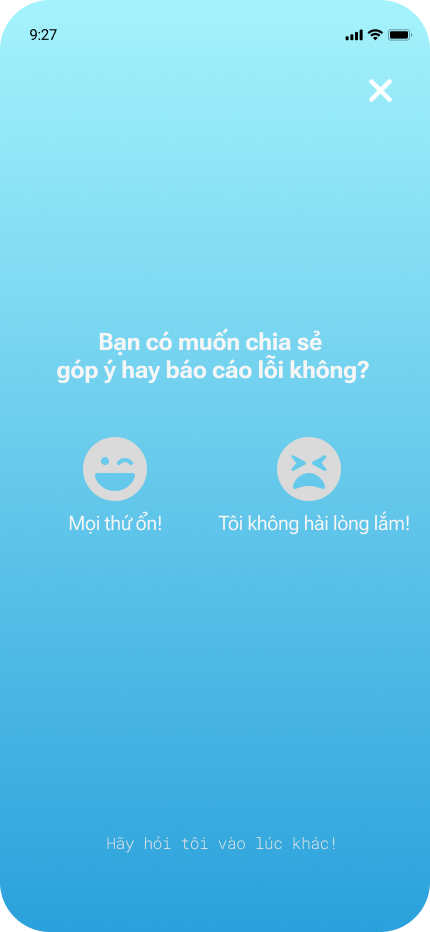 9:27
Bạn có muốn chia sẻ
góp ý hay báo cáo lỗi không?
Mọi thứ ổn!
Tôi không hài lòng lắm!
Hãy hỏi tôi vào lúc khác!